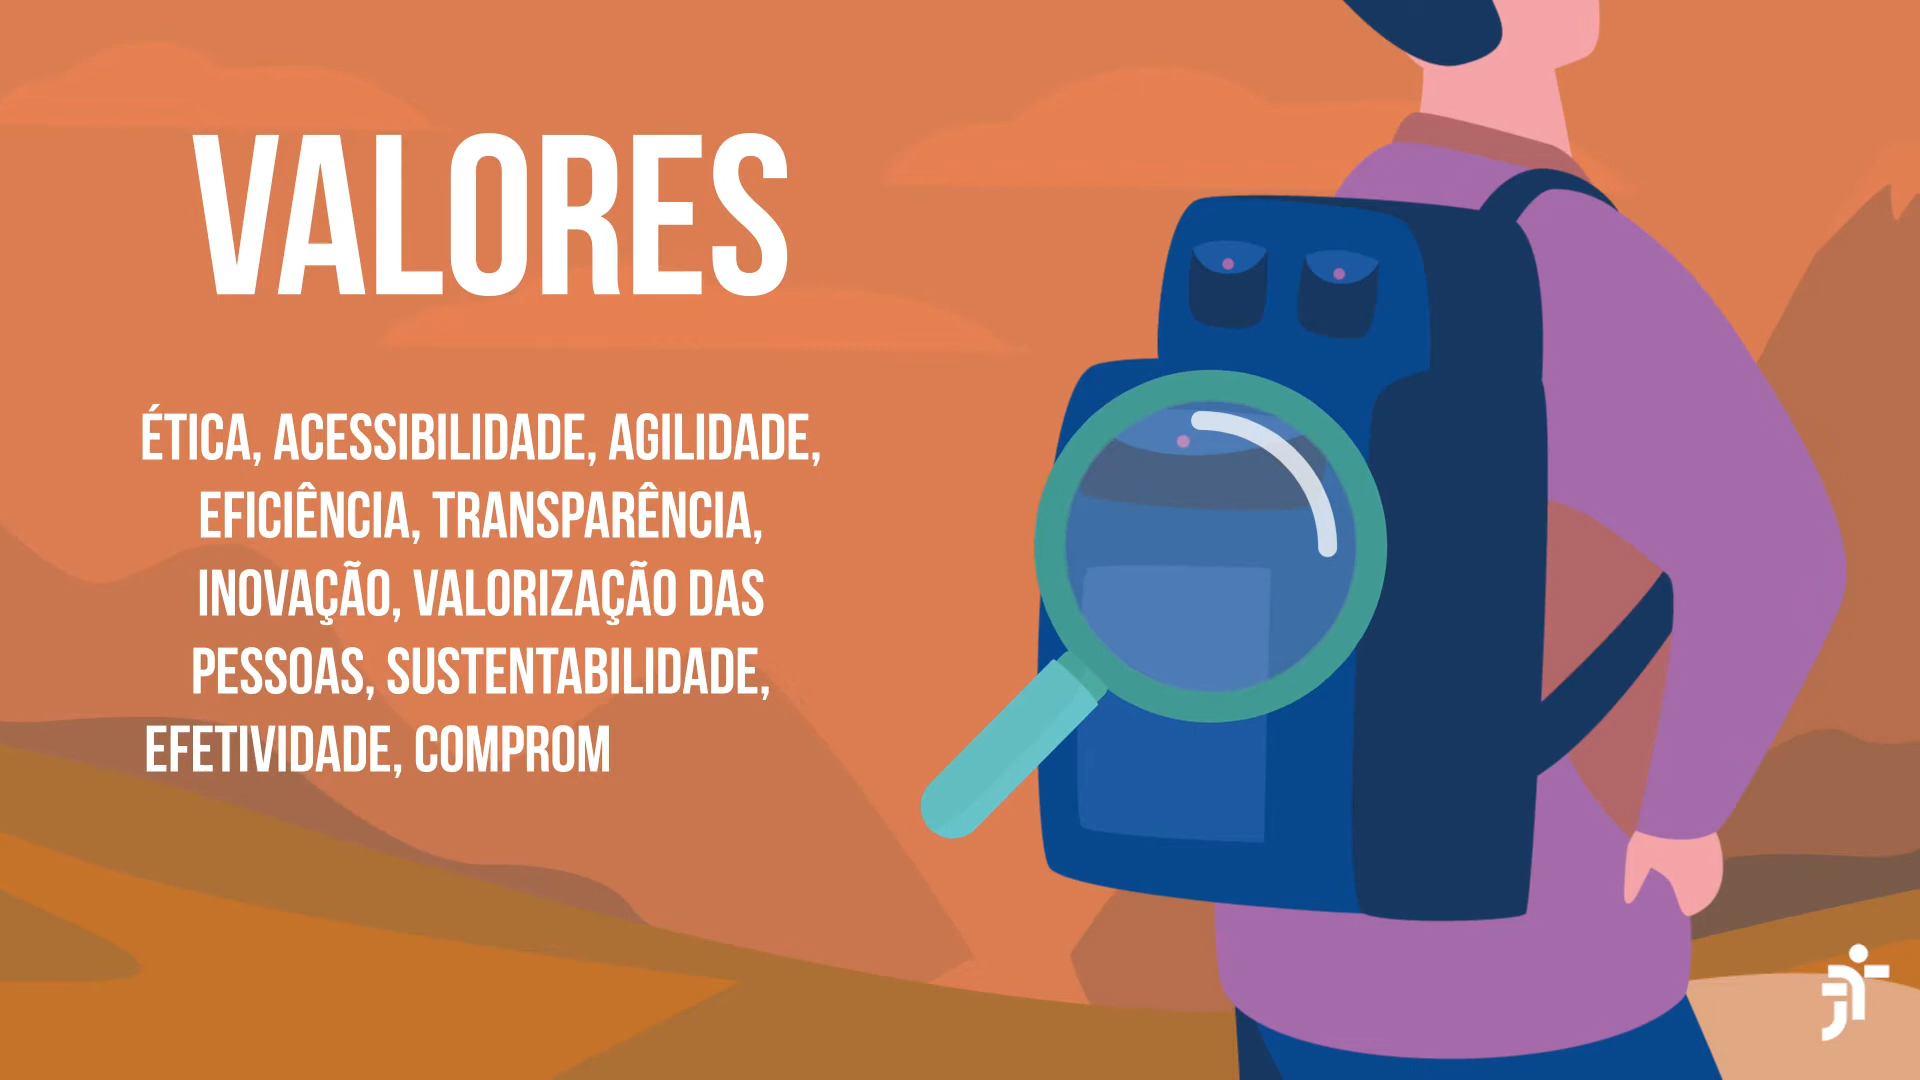 VALORES
ÉTICA, ACESSIBILIDADE, AGILIDADE,
EFICIÊNCIA, TRANSPARÊNCIA,
INOVAÇÃO, VALORIZAÇÃO DAS
PESSOAS, SUSTENTABILIDADE,
EFETIVIDADE, COMPROM